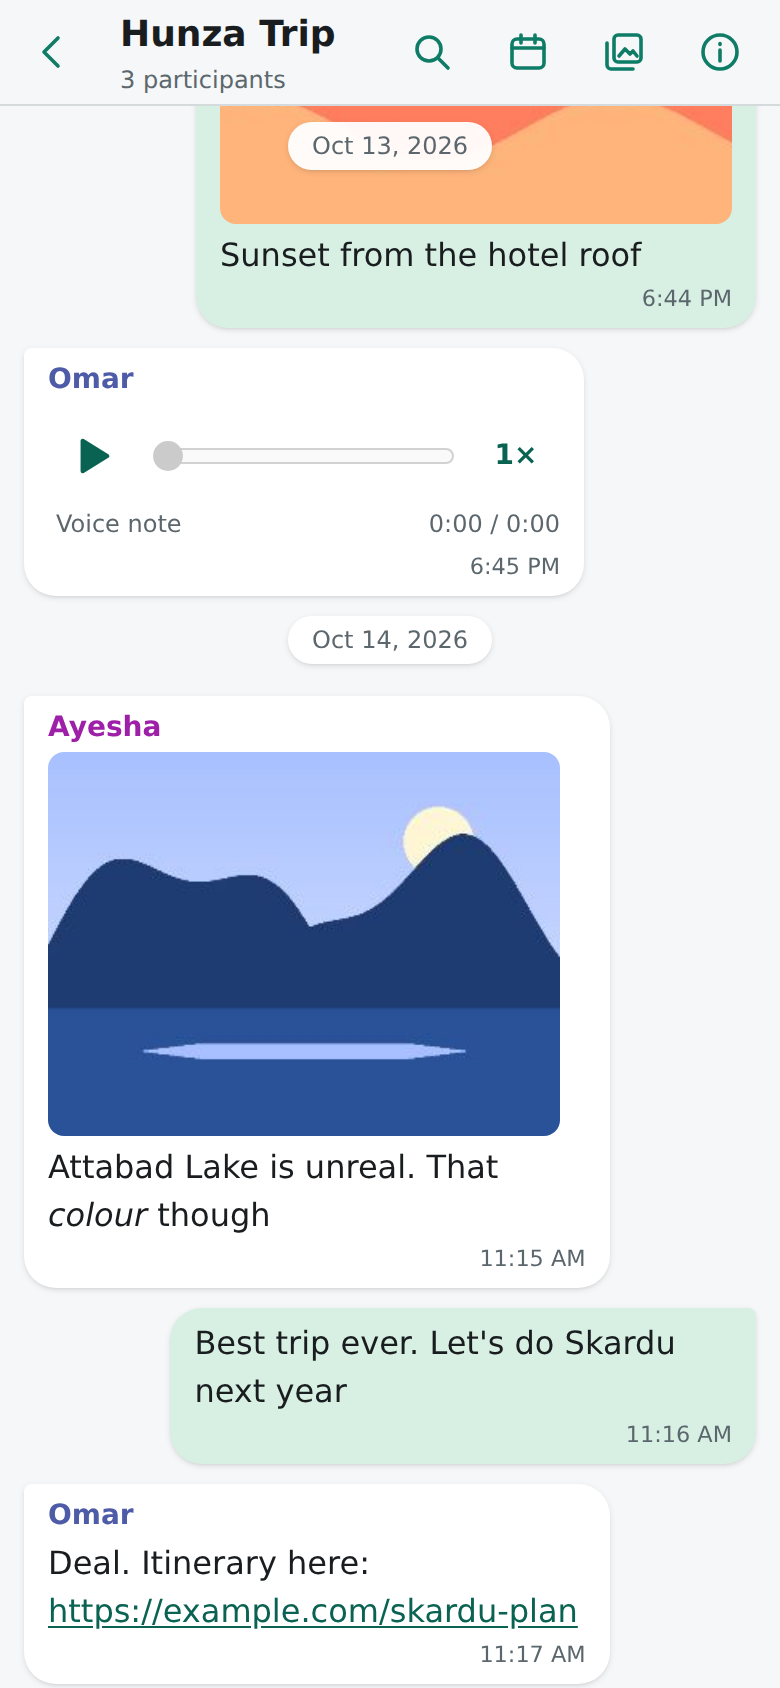 Hunza Trip
3 participants
Oct 13, 2026
Sunset from the hotel roof
6:44 PM
Omar
1×
Voice note
0:00 / 0:00
6:45 PM
Oct 14, 2026
Ayesha
Attabad Lake is unreal. That
colour though
11:15 AM
Best trip ever. Let's do Skardu
next year
11:16 AM
Omar
Deal. Itinerary here:
https://example.com/skardu-plan
11:17 AM